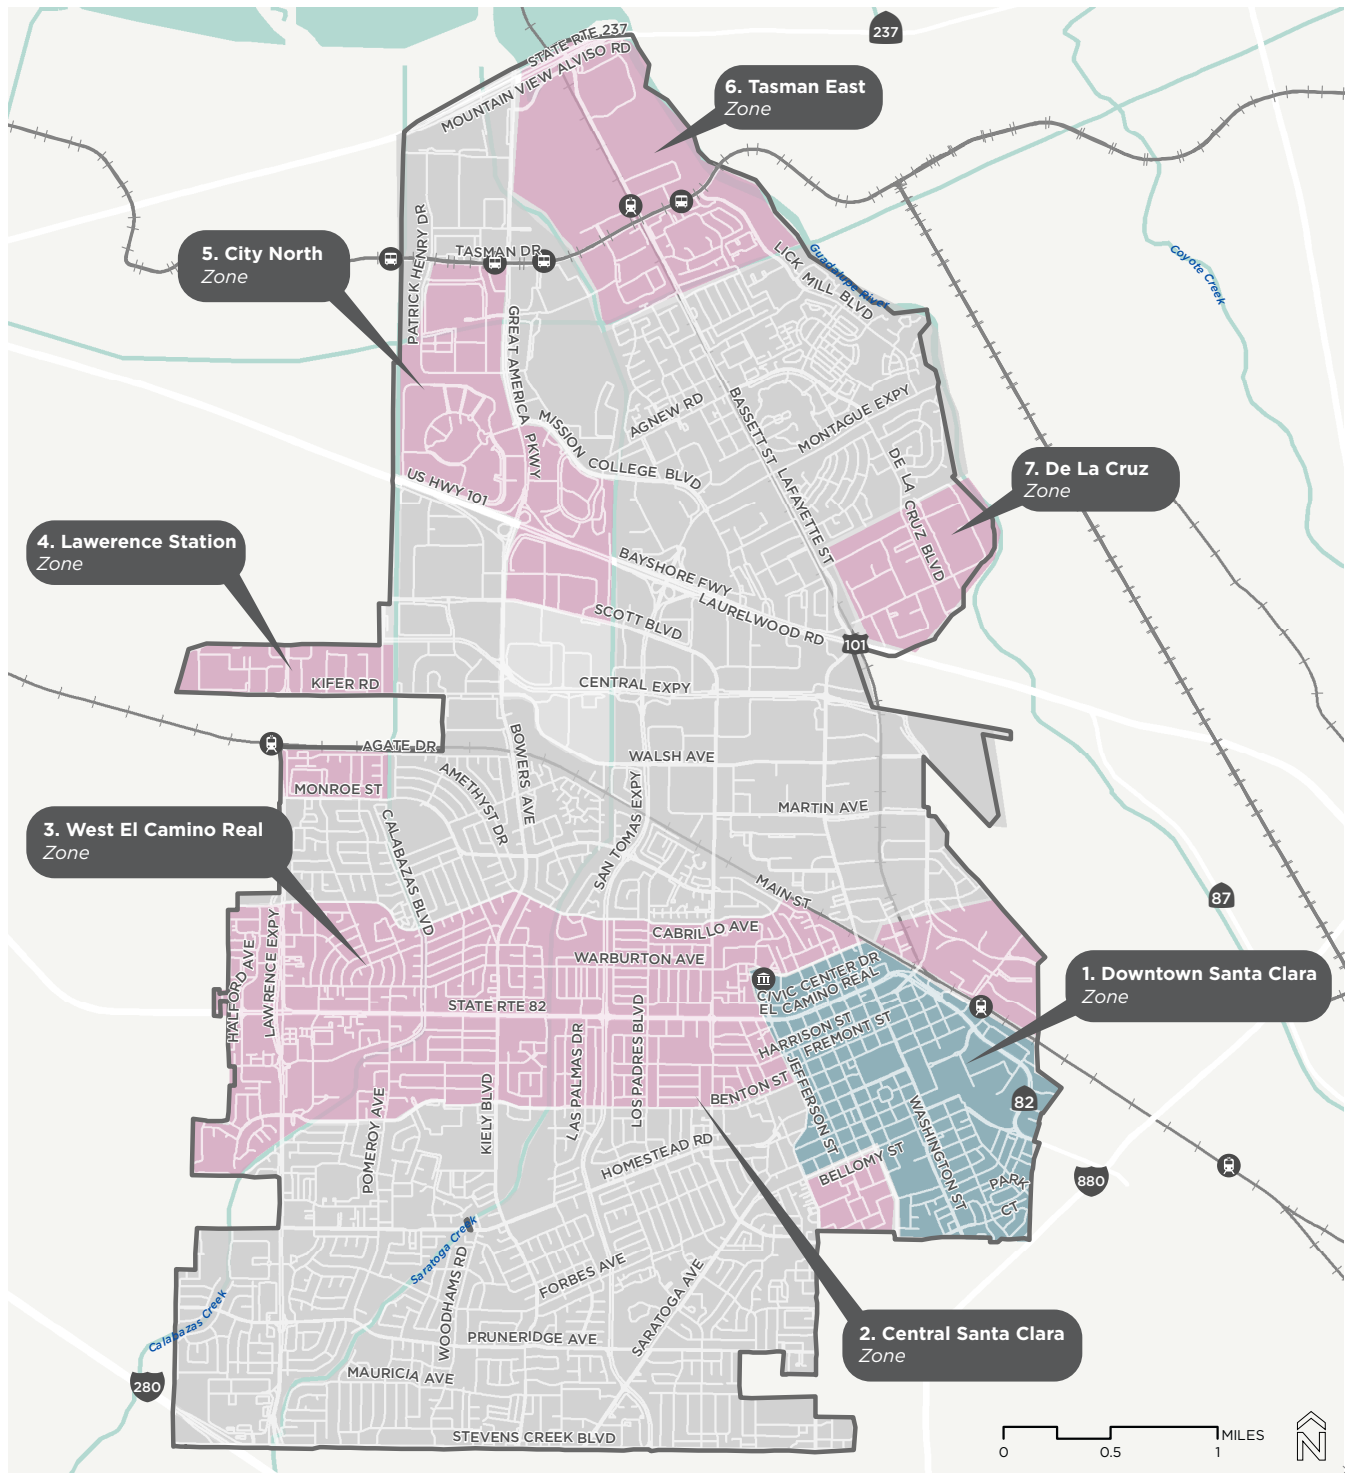 STATE RTE 237
237
MOUNTAIN VIEW ALVISO RD
6. Tasman East
Zone
5. City North
Zone
PATRICK HENRY DR
TASMAN DR
LICK MILL BLVD
Guadalupe River
Coyote Creek
GREAT AMERICA PKWY
MISSION COLLEGE BLVD
AGNEW RD
BASSETT ST
LAFAYETTE ST
MONTAGUE EXPY
DE LA CRUZ BLVD
7. De La Cruz
Zone
US HWY 101
4. Lawerence Station
Zone
BAYSHORE FWY
LAURELWOOD RD
SCOTT BLVD
101
KIFER RD
CENTRAL EXPY
AGATE DR
BOWERS AVE
WALSH AVE
MONROE ST
AMETHYST DR
SAN TOMAS EXPY
MARTIN AVE
3. West El Camino Real
Zone
CALABAZAS BLVD
MAIN ST
87
HALFORD AVE
LAWRENCE EXPY
CABRILLO AVE
WARBURTON AVE
CIVIC CENTER DR
EL CAMINO REAL
1. Downtown Santa Clara
Zone
STATE RTE 82
LAS PALMAS DR
LOS PADRES BLVD
HARRISON ST
FREMONT ST
JEFFERSON ST
BENTON ST
82
POMEROY AVE
KIELY BLVD
WASHINGTON ST
HOMESTEAD RD
BELLOMY ST
PARK CT
880
Saratoga Creek
WOODHAMS RD
FORBES AVE
SARATOGA AVE
Calabazas Creek
PRUNERIDGE AVE
2. Central Santa Clara
Zone
MAURICIA AVE
280
STEVENS CREEK BLVD
MILES
0 0.5 1
N